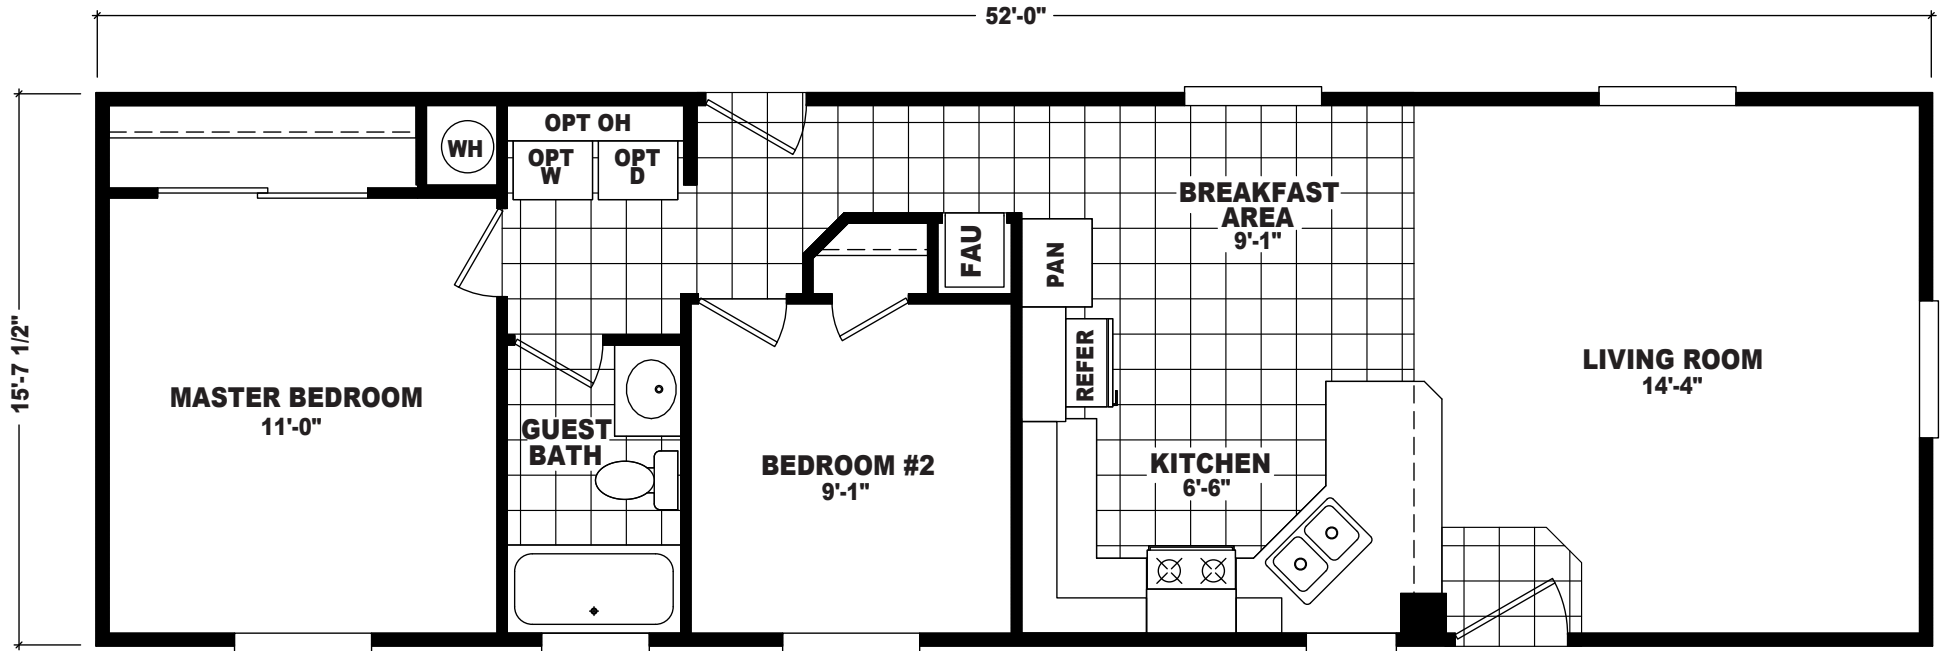 52'-0"
15'-7 1/2"
WH
OPT OH
OPT
W
OPT
D
FAU
PAN
REFER
BREAKFAST
AREA
9'-1"
LIVING ROOM
14'-4"
MASTER BEDROOM
11'-0"
GUEST
BATH
BEDROOM #2
9'-1"
KITCHEN
6'-6"